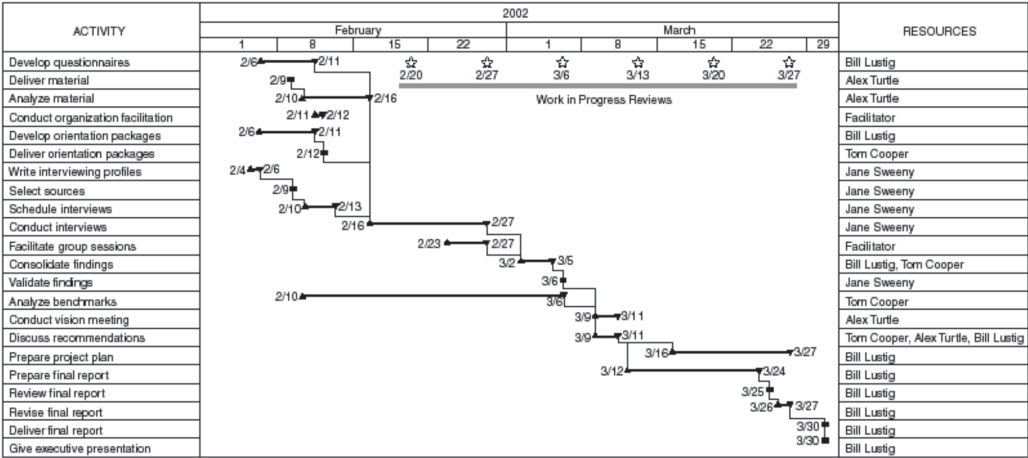 2002
ACTIVITY
February
March
RESOURCES
1 8 15 22 1 8 15 22 29
Develop questionnaires 2/6 2/11 Bill Lustig
2/20 2/27 3/6 3/13 3/20 3/27
Deliver material 2/9 Alex Turtle
Analyze material 2/10 2/16 Work in Progress Reviews Alex Turtle
Conduct organization facilitation 2/11 2/12 Facilitator
Develop orientation packages 2/6 2/11 Bill Lustig
Deliver orientation packages 2/12 Tom Cooper
Write interviewing profiles 2/4 2/6 Jane Sweeny
Select sources 2/9 Jane Sweeny
Schedule interviews 2/10 2/13 Jane Sweeny
Conduct interviews 2/16 2/27 Jane Sweeny
Facilitate group sessions 2/23 2/27 Facilitator
Consolidate findings 3/2 3/5 Bill Lustig, Tom Cooper
Validate findings 3/6 Jane Sweeny
Analyze benchmarks 2/10 3/6 Tom Cooper
Conduct vision meeting 3/9 3/11 Alex Turtle
Discuss recommendations 3/9 3/11 Tom Cooper, Alex Turtle, Bill Lustig
Prepare project plan 3/16 3/27 Bill Lustig
Prepare final report 3/12 3/24 Bill Lustig
Review final report 3/25 Bill Lustig
Revise final report 3/26 3/27 Bill Lustig
Deliver final report 3/30 Bill Lustig
Give executive presentation 3/30 Bill Lustig